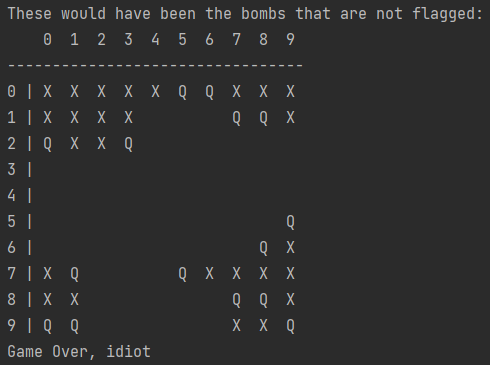 These would have been the bombs that are not flagged:
    0  1  2  3  4  5  6  7  8  9
---------------------------------
0 | X  X  X  X  X  Q  Q  X  X  X
1 | X  X  X  X           Q  Q  X
2 | Q  X  X  Q
3 |
4 |
5 |                            Q
6 |                         Q  X
7 | X  Q           Q  X  X  X  X
8 | X  X                 Q  Q  X
9 | Q  Q                 X  X  Q
Game Over, idiot